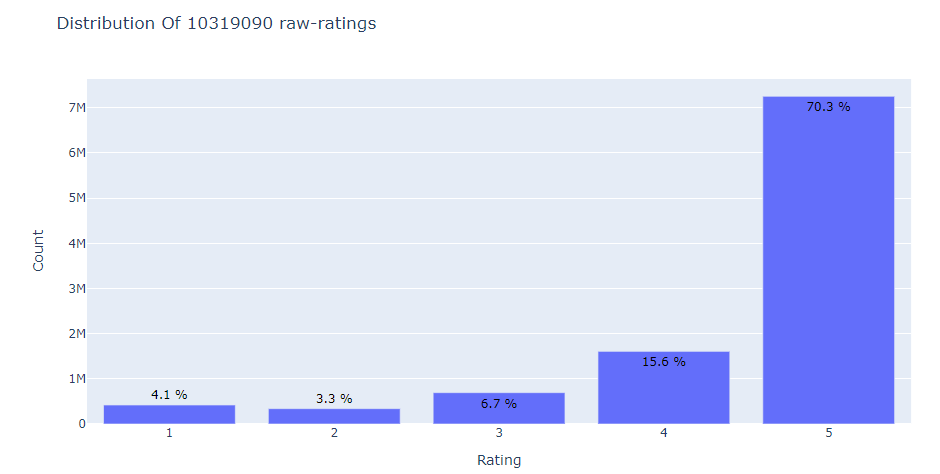 Distribution Of 10319090 raw-ratings
7M
6M
5M
4M
3M
2M
1M
0
Count
4.1 %
3.3 %
6.7 %
15.6 %
70.3 %
1
2
3
4
5
Rating